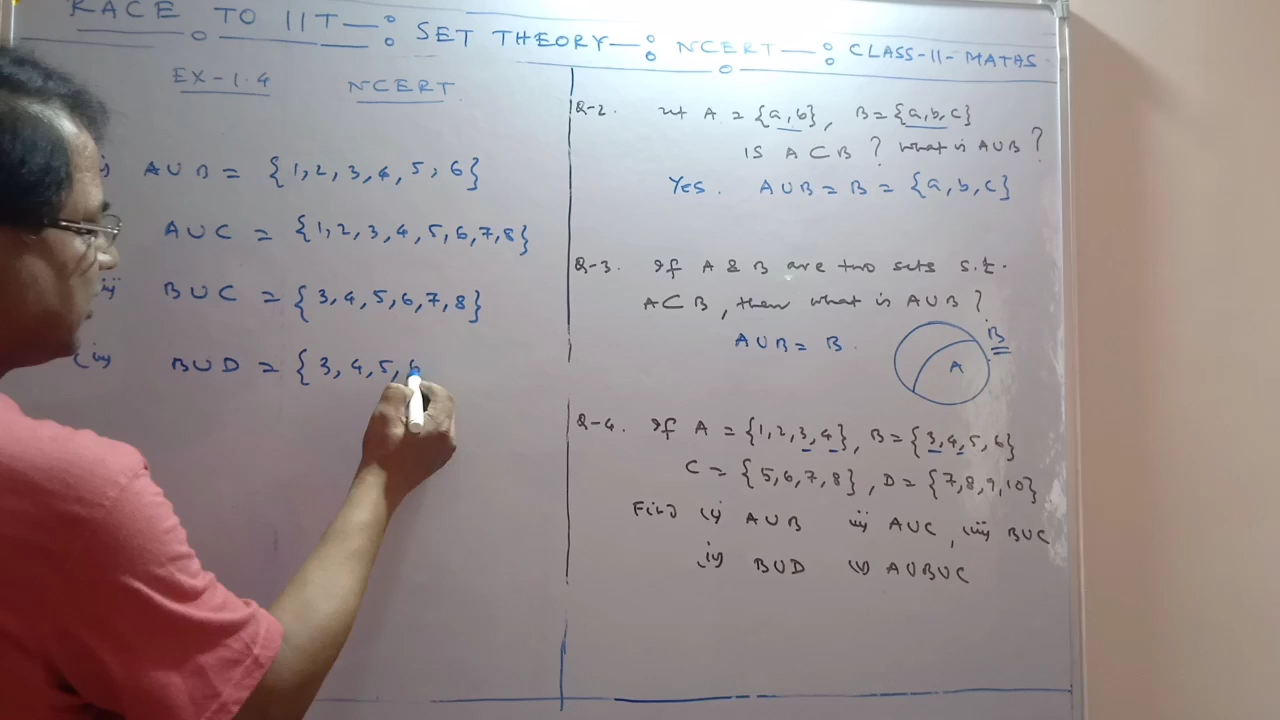 RACE TO IIT—: SET THEORY—: NCERT—: CLASS-11-MATHS
EX-1.4 NCERT
i) A∪B = {1,2,3,4,5,6}
A∪C = {1,2,3,4,5,6,7,8}
iii) B∪C = {3,4,5,6,7,8}
(iv) B∪D = {3,4,5,6
Q-2. Let A = {a,b}, B={a,b,c}
IS A⊂B ? What is A∪B ?
Yes. A∪B = B = {a,b,c}
Q-3. If A & B are two sets s.t.
A⊂B, then what is A∪B ?
A∪B = B.
B
A
Q-4. If A = {1,2,3,4}, B={3,4,5,6}
C = {5,6,7,8}, D={7,8,9,10}
Find (i) A∪B ii) A∪C, (iii) B∪C
(iv) B∪D (v) A∪B∪C